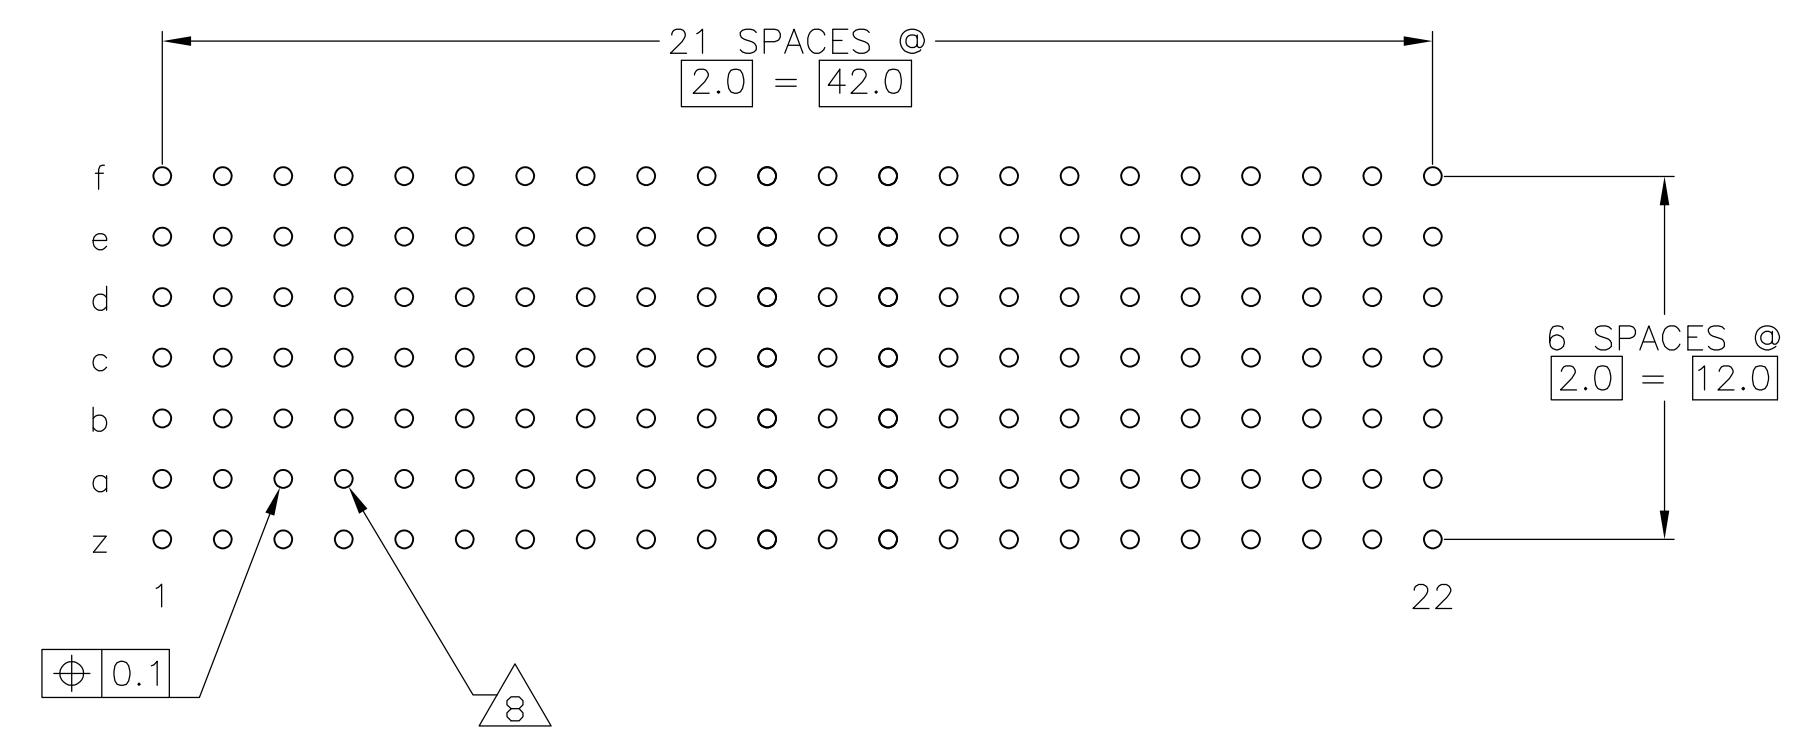 21 SPACES @
2.0 = 42.0
f
e
d
c
b
a
z
6 SPACES @
2.0 = 12.0
1
22
⌖ 0.1
8